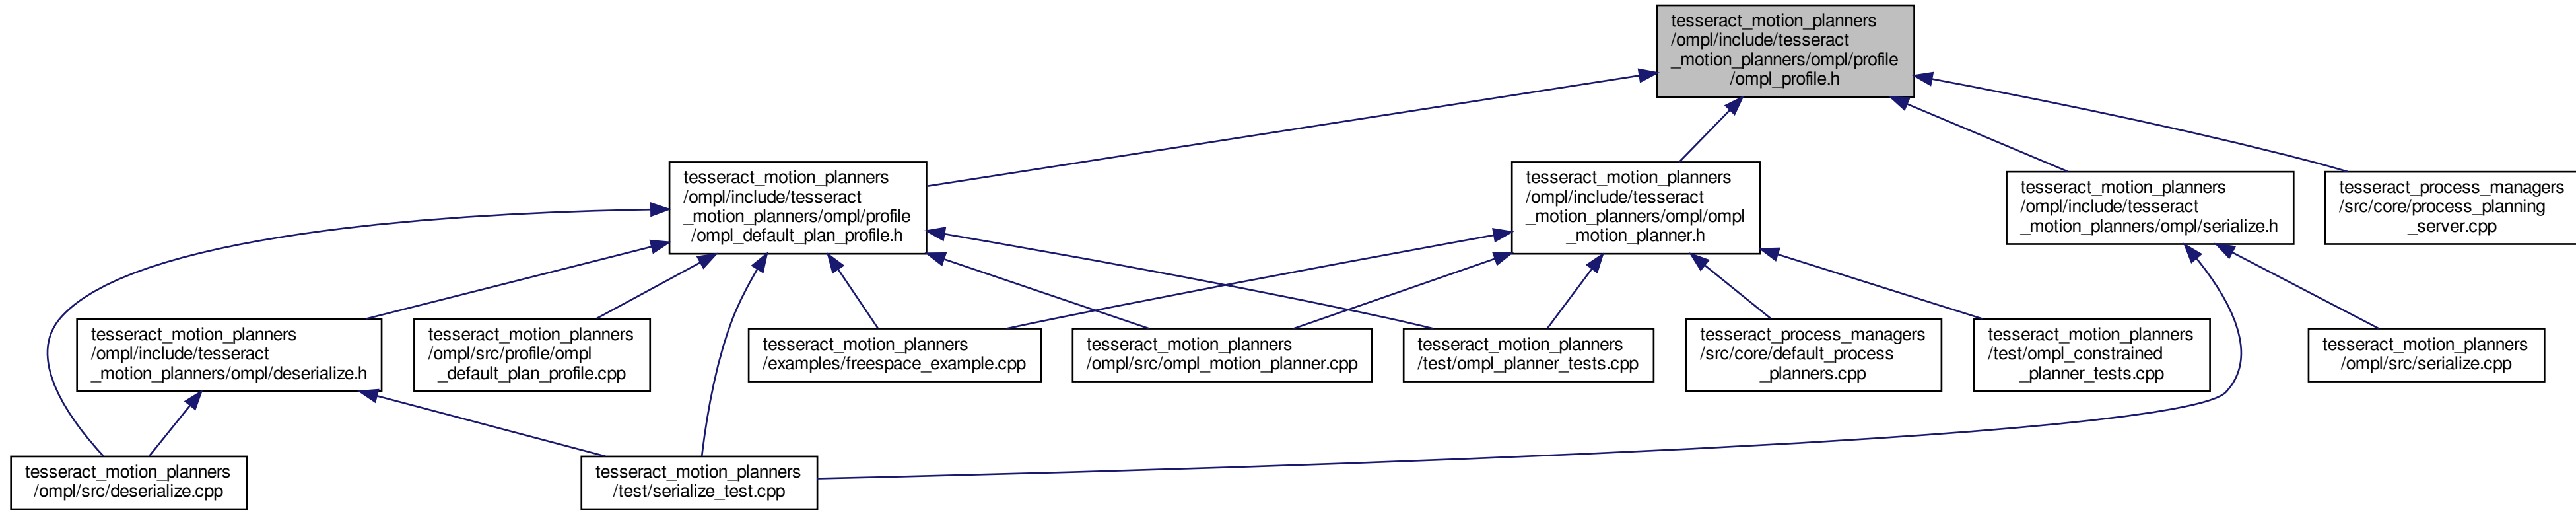 tesseract_motion_planners
/ompl/include/tesseract
_motion_planners/ompl/profile
/ompl_profile.h
tesseract_motion_planners
/ompl/include/tesseract
_motion_planners/ompl/profile
/ompl_default_plan_profile.h
tesseract_motion_planners
/ompl/include/tesseract
_motion_planners/ompl/ompl
_motion_planner.h
tesseract_motion_planners
/ompl/include/tesseract
_motion_planners/ompl/serialize.h
tesseract_process_managers
/src/core/process_planning
_server.cpp
tesseract_motion_planners
/ompl/include/tesseract
_motion_planners/ompl/deserialize.h
tesseract_motion_planners
/ompl/src/profile/ompl
_default_plan_profile.cpp
tesseract_motion_planners
/examples/freespace_example.cpp
tesseract_motion_planners
/ompl/src/ompl_motion_planner.cpp
tesseract_motion_planners
/test/ompl_planner_tests.cpp
tesseract_process_managers
/src/core/default_process
_planners.cpp
tesseract_motion_planners
/test/ompl_constrained
_planner_tests.cpp
tesseract_motion_planners
/ompl/src/serialize.cpp
tesseract_motion_planners
/ompl/src/deserialize.cpp
tesseract_motion_planners
/test/serialize_test.cpp